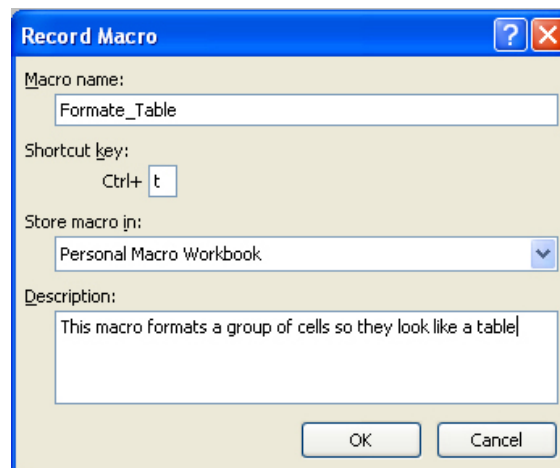 Record Macro
Macro name:
Formate_Table
Shortcut key:
Ctrl+ t
Store macro in:
Personal Macro Workbook
Description:
This macro formats a group of cells so they look like a table
OK Cancel